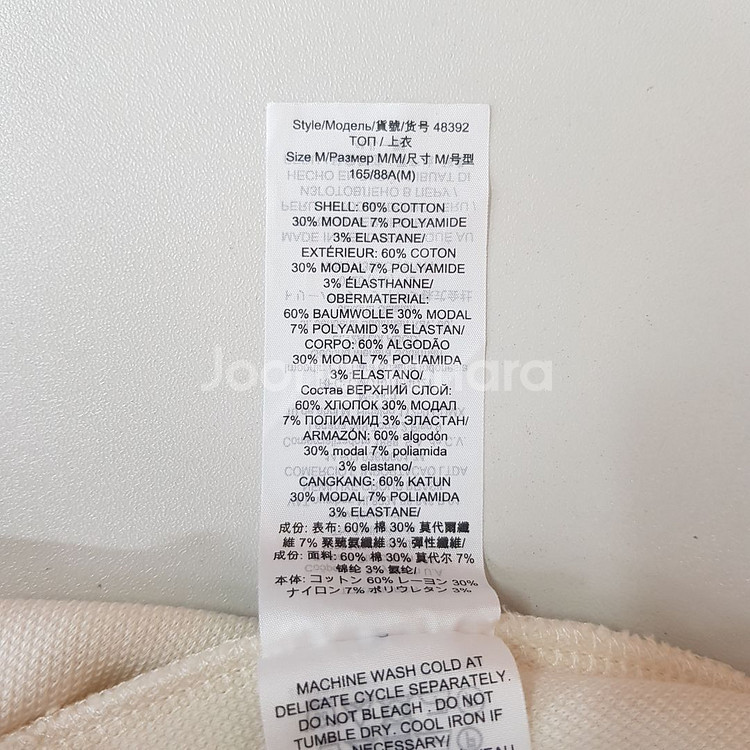 Style/Модель/貨號/货号 48392
ТОП / 上衣
Size M/Размер M/M/尺寸 M/号型
165/88A(M)
SHELL: 60% COTTON
30% MODAL 7% POLYAMIDE
3% ELASTANE/
EXTÉRIEUR: 60% COTON
30% MODAL 7% POLYAMIDE
3% ÉLASTHANNE/
OBERMATERIAL:
60% BAUMWOLLE 30% MODAL
7% POLYAMID 3% ELASTAN/
CORPO: 60% ALGODÃO
30% MODAL 7% POLIAMIDA
3% ELASTANO/
Состав ВЕРХНИЙ СЛОЙ:
60% ХЛОПОК 30% МОДАЛ
7% ПОЛИАМИД 3% ЭЛАСТАН/
ARMAZÓN: 60% algodón
30% modal 7% poliamida
3% elastano/
CANGKANG: 60% KATUN
30% MODAL 7% POLIAMIDA
3% ELASTANE/
成份: 表布: 60% 棉 30% 莫代爾纖
維 7% 聚醯氨纖維 3% 彈性纖維/
成份: 面料: 60% 棉 30% 莫代尔 7%
锦纶 3% 氨纶/
本体: コットン 60% レーヨン 30%
ナイロン 7% ポリウレタン 3%
MACHINE WASH COLD AT
DELICATE CYCLE SEPARATELY.
DO NOT BLEACH . DO NOT
TUMBLE DRY. COOL IRON IF
NECESSARY/